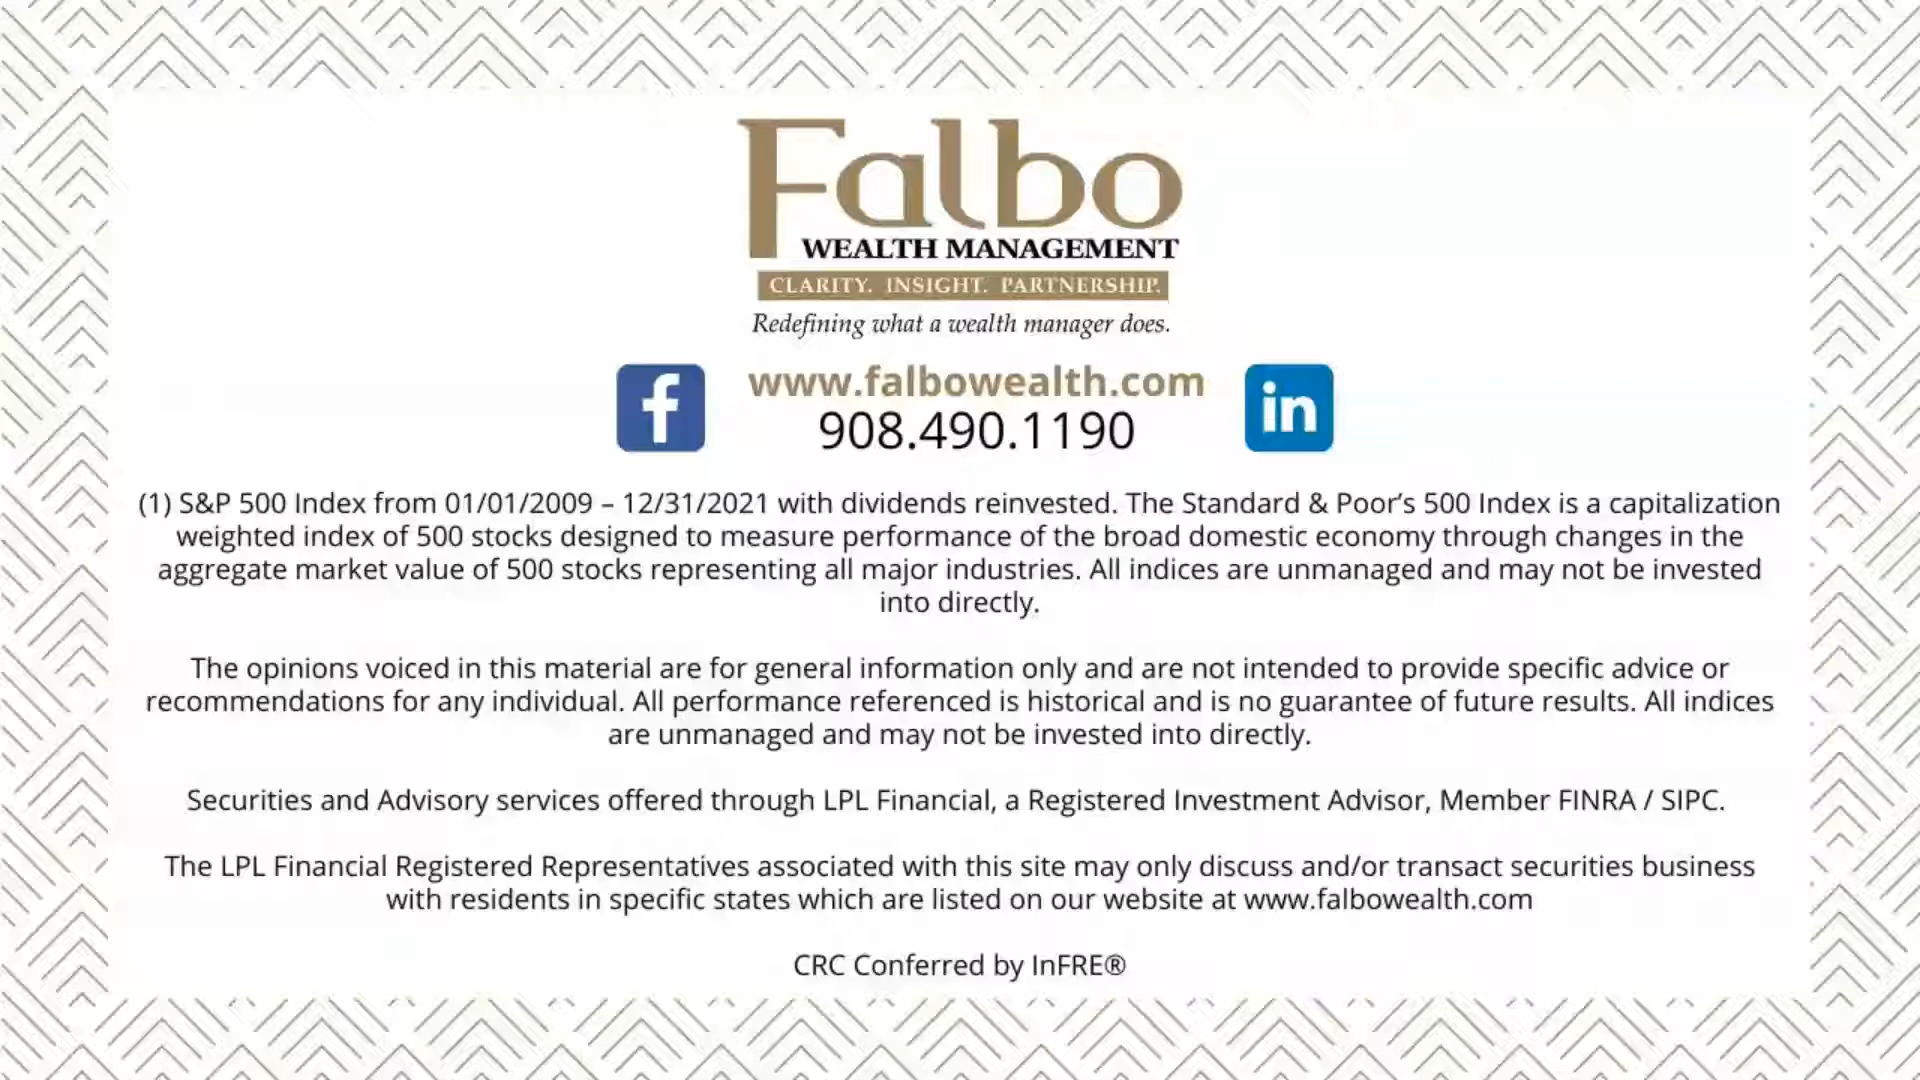 Falbo
WEALTH MANAGEMENT
CLARITY. INSIGHT. PARTNERSHIP.
Redefining what a wealth manager does.
f
www.falbowealth.com
in
908.490.1190
(1) S&P 500 Index from 01/01/2009 – 12/31/2021 with dividends reinvested. The Standard & Poor’s 500 Index is a capitalization
weighted index of 500 stocks designed to measure performance of the broad domestic economy through changes in the
aggregate market value of 500 stocks representing all major industries. All indices are unmanaged and may not be invested
into directly.
The opinions voiced in this material are for general information only and are not intended to provide specific advice or
recommendations for any individual. All performance referenced is historical and is no guarantee of future results. All indices
are unmanaged and may not be invested into directly.
Securities and Advisory services offered through LPL Financial, a Registered Investment Advisor, Member FINRA / SIPC.
The LPL Financial Registered Representatives associated with this site may only discuss and/or transact securities business
with residents in specific states which are listed on our website at www.falbowealth.com
CRC Conferred by InFRE®